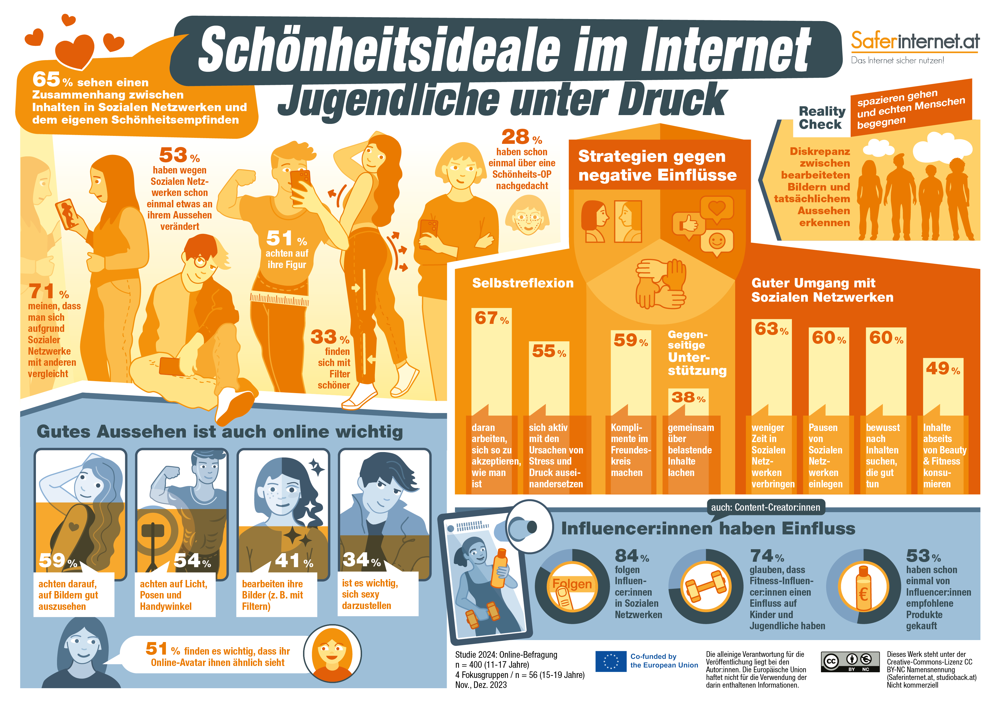 Schönheitsideale im Internet
Jugendliche unter Druck
Saferinternet.at
Das Internet sicher nutzen!
65 % sehen einen
Zusammenhang zwischen
Inhalten in Sozialen Netzwerken und
dem eigenen Schönheitsempfinden
53 %
haben wegen
Sozialen Netz-
werken schon
einmal etwas an
ihrem Aussehen
verändert
71 %
meinen, dass
man sich
aufgrund
Sozialer
Netzwerke
mit anderen
vergleicht
51 %
achten auf
ihre Figur
33 %
finden
sich mit
Filter
schöner
28 %
haben schon
einmal über eine
Schönheits-OP
nachgedacht
Strategien gegen
negative Einflüsse
Reality
Check
spazieren gehen
und echten Menschen
begegnen
Diskrepanz
zwischen
bearbeiteten
Bildern und
tatsächlichem
Aussehen
erkennen
Selbstreflexion
67 %
daran
arbeiten,
sich so zu
akzeptieren,
wie man
ist
55 %
sich aktiv
mit den
Ursachen von
Stress und
Druck ausei-
nandersetzen
Gegen-
seitige
Unter-
stützung
59 %
Kompli-
mente im
Freundes-
kreis
machen
38 %
gemeinsam
über
belastende
Inhalte
lachen
Guter Umgang mit
Sozialen Netzwerken
63 %
weniger
Zeit in
Sozialen
Netz-
werken
verbringen
60 %
Pausen
von
Sozialen
Netz-
werken
einlegen
60 %
bewusst
nach
Inhalten
suchen,
die gut
tun
49 %
Inhalte
abseits
von Beauty
& Fitness
konsu-
mieren
Gutes Aussehen ist auch online wichtig
59 %
achten darauf,
auf Bildern gut
auszusehen
54 %
achten auf Licht,
Posen und
Handywinkel
41 %
bearbeiten ihre
Bilder (z. B. mit
Filtern)
34 %
ist es wichtig,
sich sexy
darzustellen
51 % finden es wichtig, dass ihr
Online-Avatar ihnen ähnlich sieht
auch: Content-Creator:innen
Influencer:innen haben Einfluss
Folgen
84 %
folgen
Influen-
cer:innen
in Sozialen
Netzwerken
74 %
glauben, dass
Fitness-Influen-
cer:innen einen
Einfluss auf
Kinder und
Jugendliche haben
€
53 %
haben schon
einmal von
Influencer:innen
empfohlene
Produkte
gekauft
Studie 2024: Online-Befragung
n = 400 (11-17 Jahre)
4 Fokusgruppen / n = 56 (15-19 Jahre)
Nov., Dez. 2023
Co-funded by
the European Union
Die alleinige Verantwortung für die
Veröffentlichung liegt bei den
Autor:innen. Die Europäische Union
haftet nicht für die Verwendung der
darin enthaltenen Informationen.
cc
BY NC
Dieses Werk steht unter der
Creative-Commons-Lizenz CC
BY-NC Namensnennung
(Saferinternet.at, studioback.at)
Nicht kommerziell